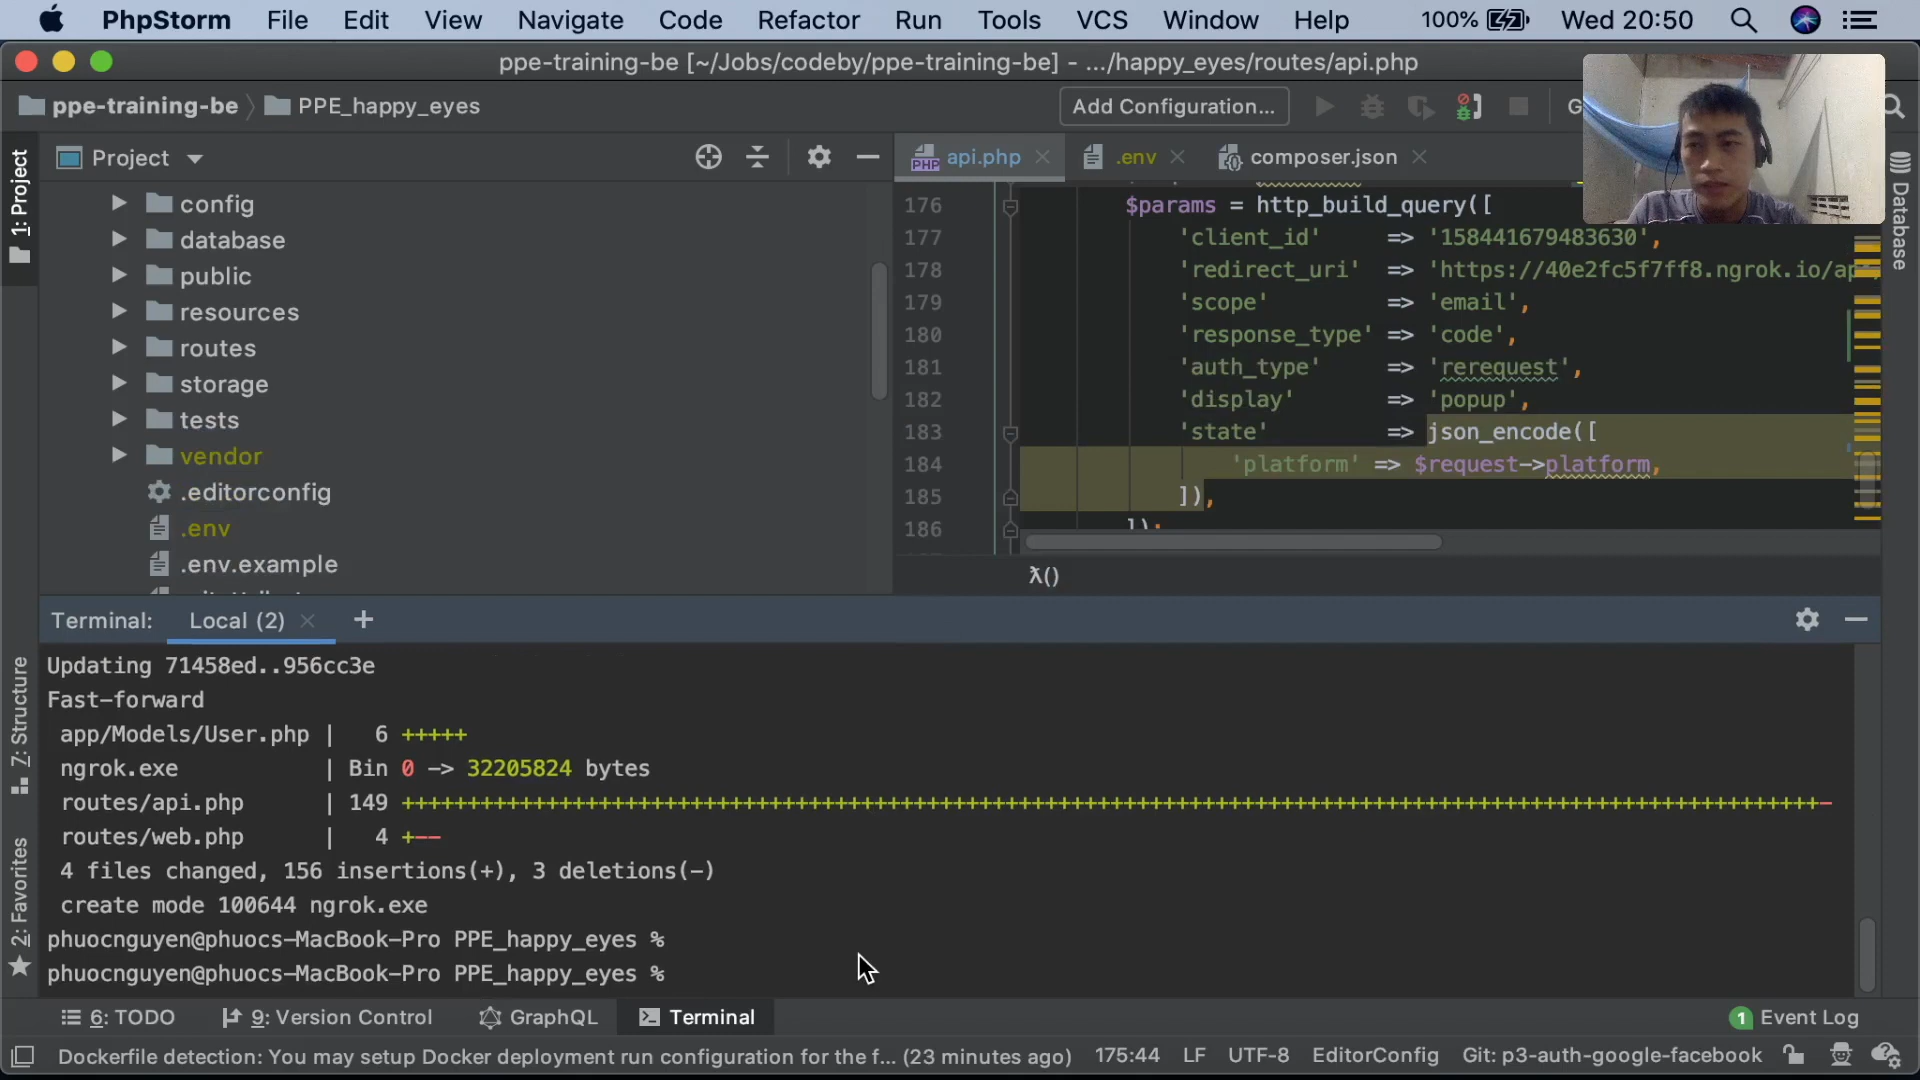 PhpStorm File Edit View Navigate Code Refactor Run Tools VCS Window Help 100% Wed 20:50
ppe-training-be [~/Jobs/codeby/ppe-training-be] - .../happy_eyes/routes/api.php
ppe-training-be PPE_happy_eyes Add Configuration...
1: Project
Project
api.php .env composer.json
Database
config
database
public
resources
routes
storage
tests
vendor
.editorconfig
.env
.env.example
176 $params = http_build_query([
177 'client_id' => '158441679483630',
178 'redirect_uri' => 'https://40e2fc5f7ff8.ngrok.io/ap
179 'scope' => 'email',
180 'response_type' => 'code',
181 'auth_type' => 'rerequest',
182 'display' => 'popup',
183 'state' => json_encode([
184 'platform' => $request->platform,
185 ]),
186 ]);
λ()
Terminal: Local (2)
Updating 71458ed..956cc3e
Fast-forward
app/Models/User.php | 6 +++++
ngrok.exe | Bin 0 -> 32205824 bytes
routes/api.php | 149 ++++++++++++++++++++++++++++++++++++++++++++++++++++++++++++++++++++++++++++++++++++++++++++++++++++++++++++-
routes/web.php | 4 +--
4 files changed, 156 insertions(+), 3 deletions(-)
create mode 100644 ngrok.exe
phuocnguyen@phuocs-MacBook-Pro PPE_happy_eyes %
phuocnguyen@phuocs-MacBook-Pro PPE_happy_eyes %
7: Structure
2: Favorites
6: TODO 9: Version Control GraphQL Terminal 1 Event Log
Dockerfile detection: You may setup Docker deployment run configuration for the f... (23 minutes ago) 175:44 LF UTF-8 EditorConfig Git: p3-auth-google-facebook